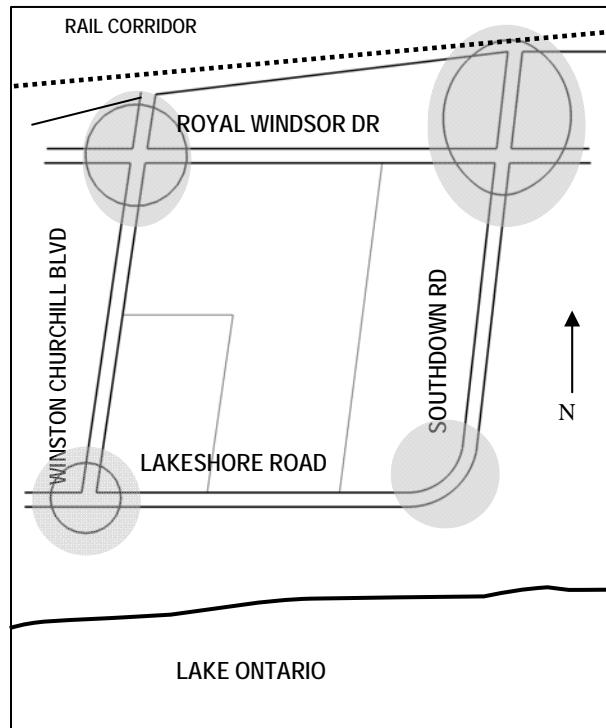 RAIL CORRIDOR
ROYAL WINDSOR DR
WINSTON CHURCHILL BLVD
SOUTHDOWN RD
N
LAKESHORE ROAD
LAKE ONTARIO